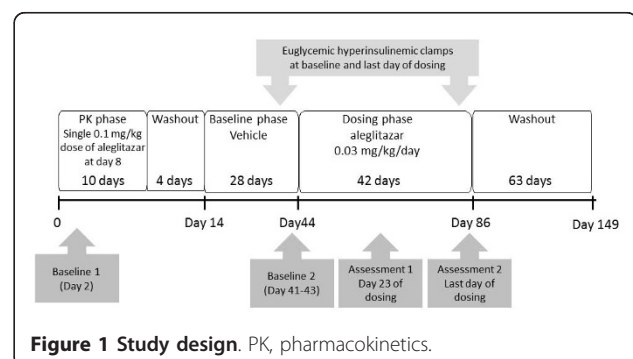 Euglycemic hyperinsulinemic clamps
at baseline and last day of dosing
PK phase
Single 0.1 mg/kg
dose of aleglitazar
at day 8
10 days
Washout
4 days
Baseline phase
Vehicle
28 days
Dosing phase
aleglitazar
0.03 mg/kg/day
42 days
Washout
63 days
0
Day 14
Day44
Day 86
Day 149
Baseline 1
(Day 2)
Baseline 2
(Day 41-43)
Assessment 1
Day 23 of
dosing
Assessment 2
Last day of
dosing
Figure 1 Study design. PK, pharmacokinetics.